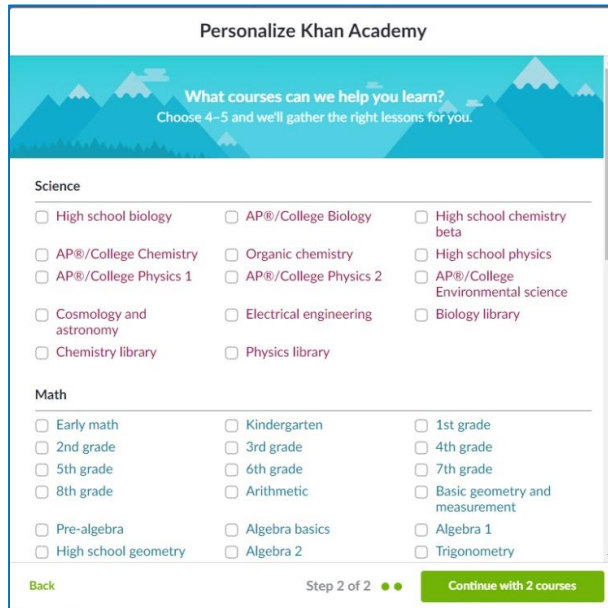 Personalize Khan Academy
What courses can we help you learn?
Choose 4–5 and we'll gather the right lessons for you.
Science
High school biology
AP®/College Biology
High school chemistry
beta
AP®/College Chemistry
Organic chemistry
High school physics
AP®/College Physics 1
AP®/College Physics 2
AP®/College
Environmental science
Cosmology and
astronomy
Electrical engineering
Biology library
Chemistry library
Physics library
Math
Early math
Kindergarten
1st grade
2nd grade
3rd grade
4th grade
5th grade
6th grade
7th grade
8th grade
Arithmetic
Basic geometry and
measurement
Pre-algebra
Algebra basics
Algebra 1
High school geometry
Algebra 2
Trigonometry
Back
Step 2 of 2
Continue with 2 courses